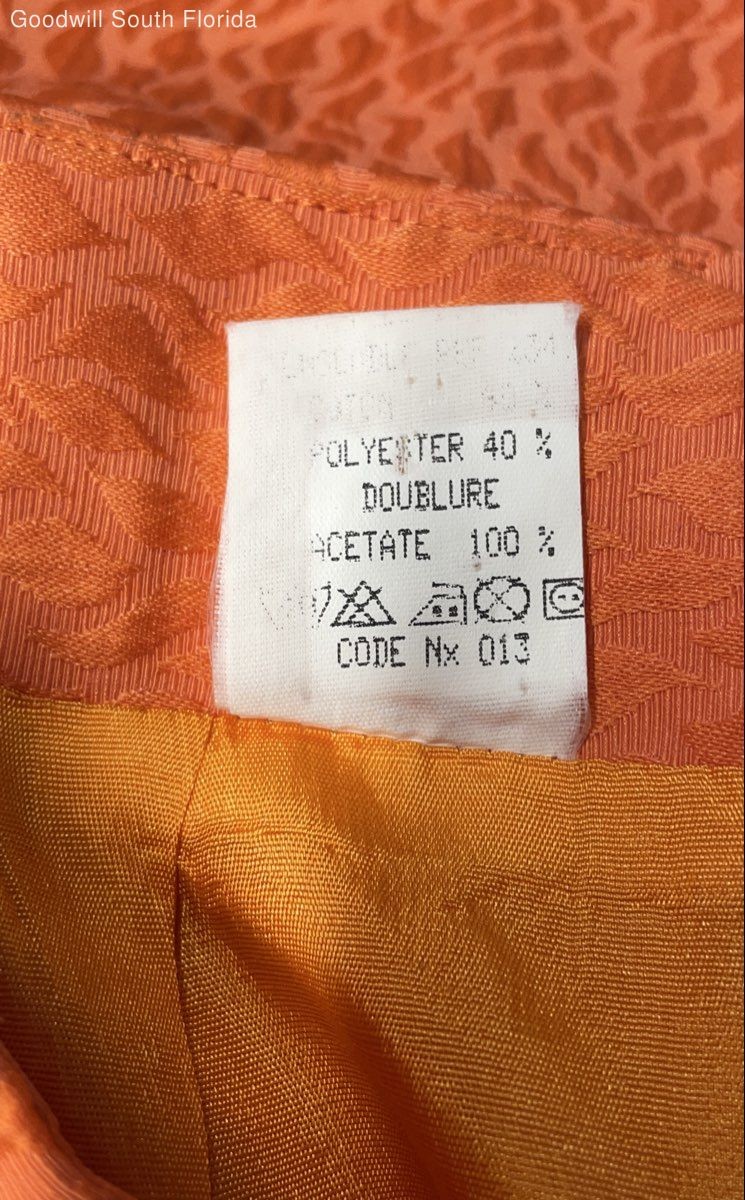 Goodwill South Florida
POLYESTER 40 %
DOUBLURE
ACETATE 100 %
CODE Nx 013